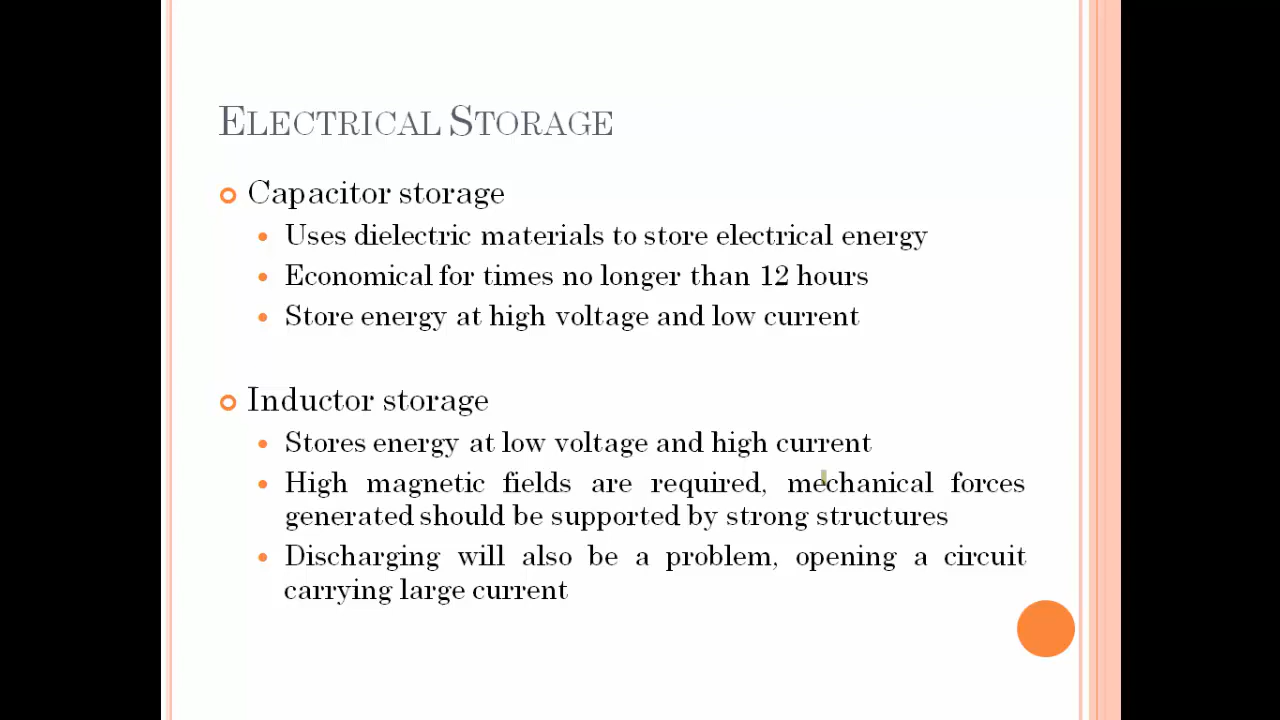 ELECTRICAL STORAGE
Capacitor storage
Uses dielectric materials to store electrical energy
Economical for times no longer than 12 hours
Store energy at high voltage and low current
Inductor storage
Stores energy at low voltage and high current
High magnetic fields are required, mechanical forces
generated should be supported by strong structures
Discharging will also be a problem, opening a circuit
carrying large current